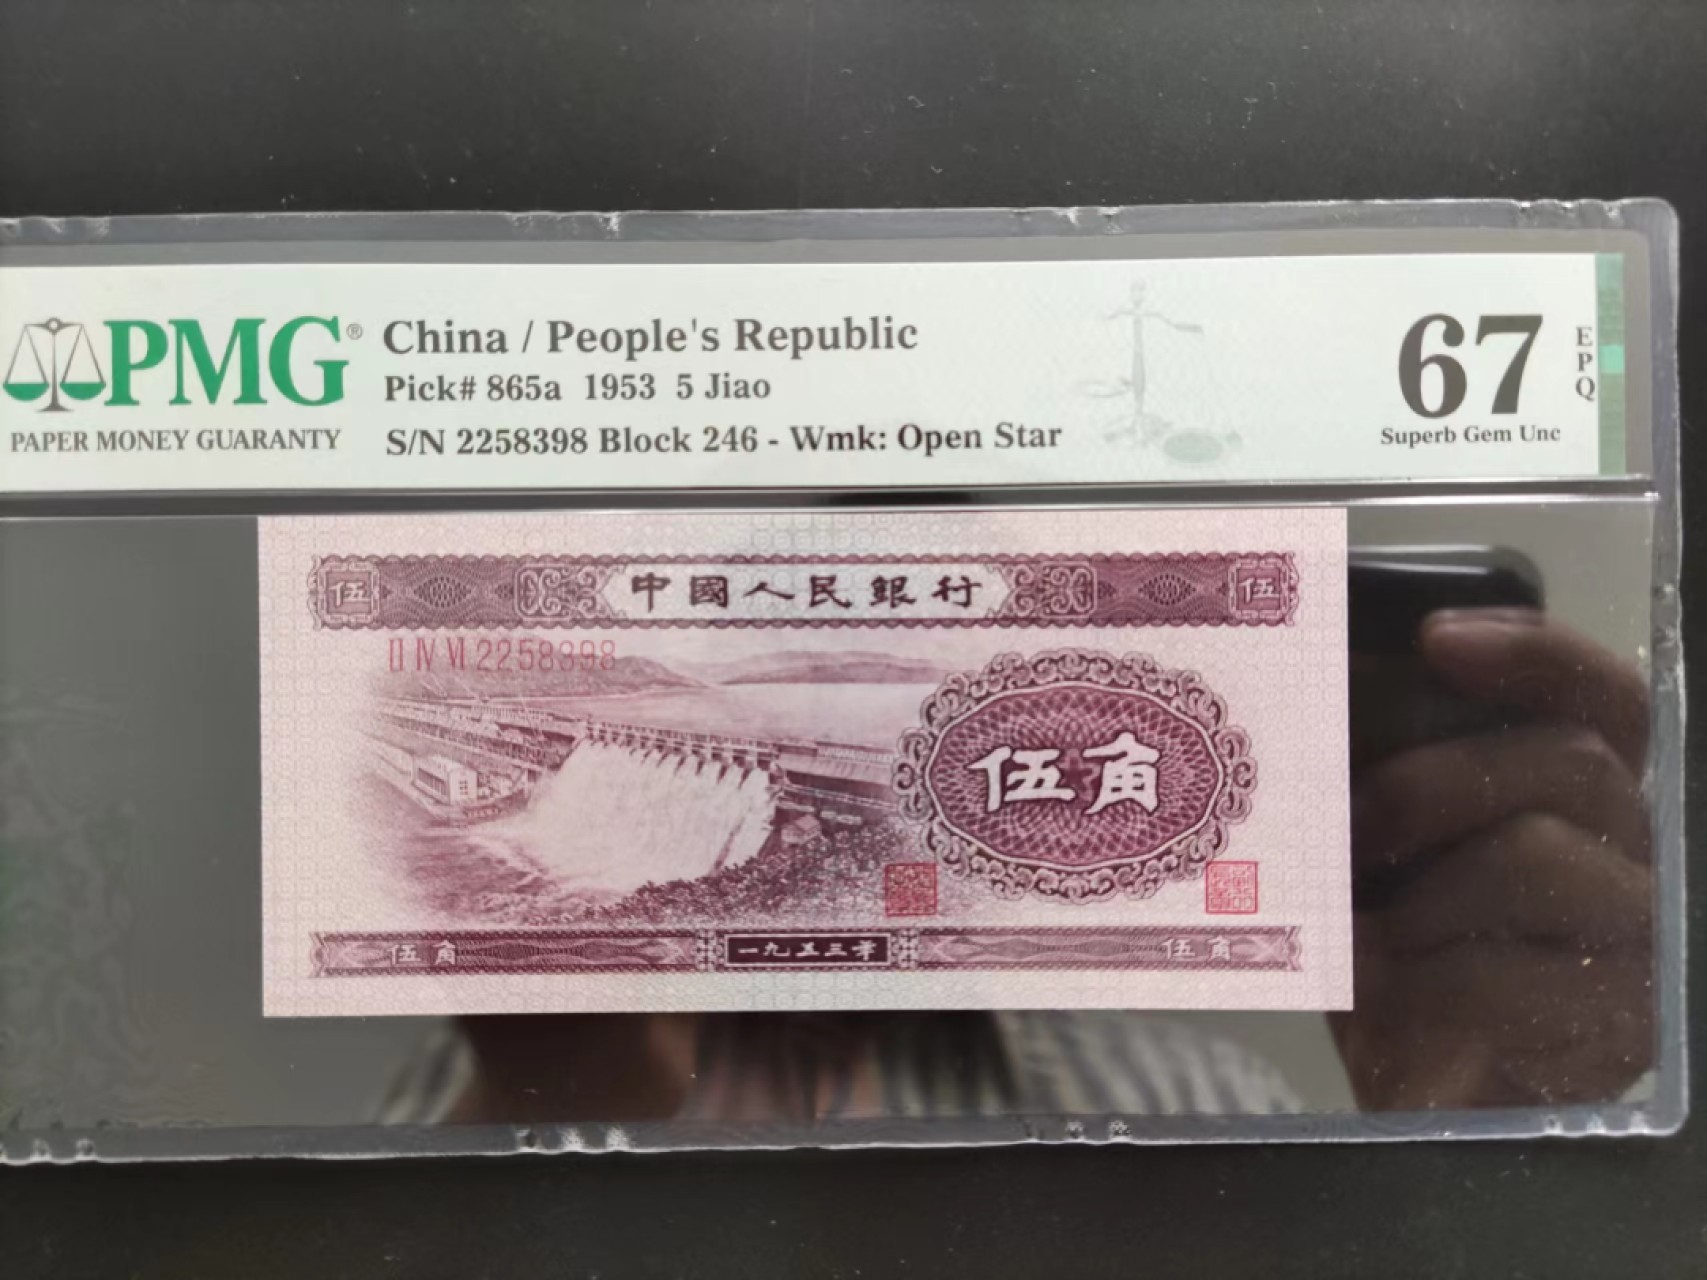 PMG®
PAPER MONEY GUARANTY
China / People's Republic
Pick# 865a 1953 5 Jiao
S/N 2258398 Block 246 - Wmk: Open Star
67
EPQ
Superb Gem Unc
伍 中國人民銀行 伍
II IV VI 2258398
伍角
伍角 一九五三年 伍角